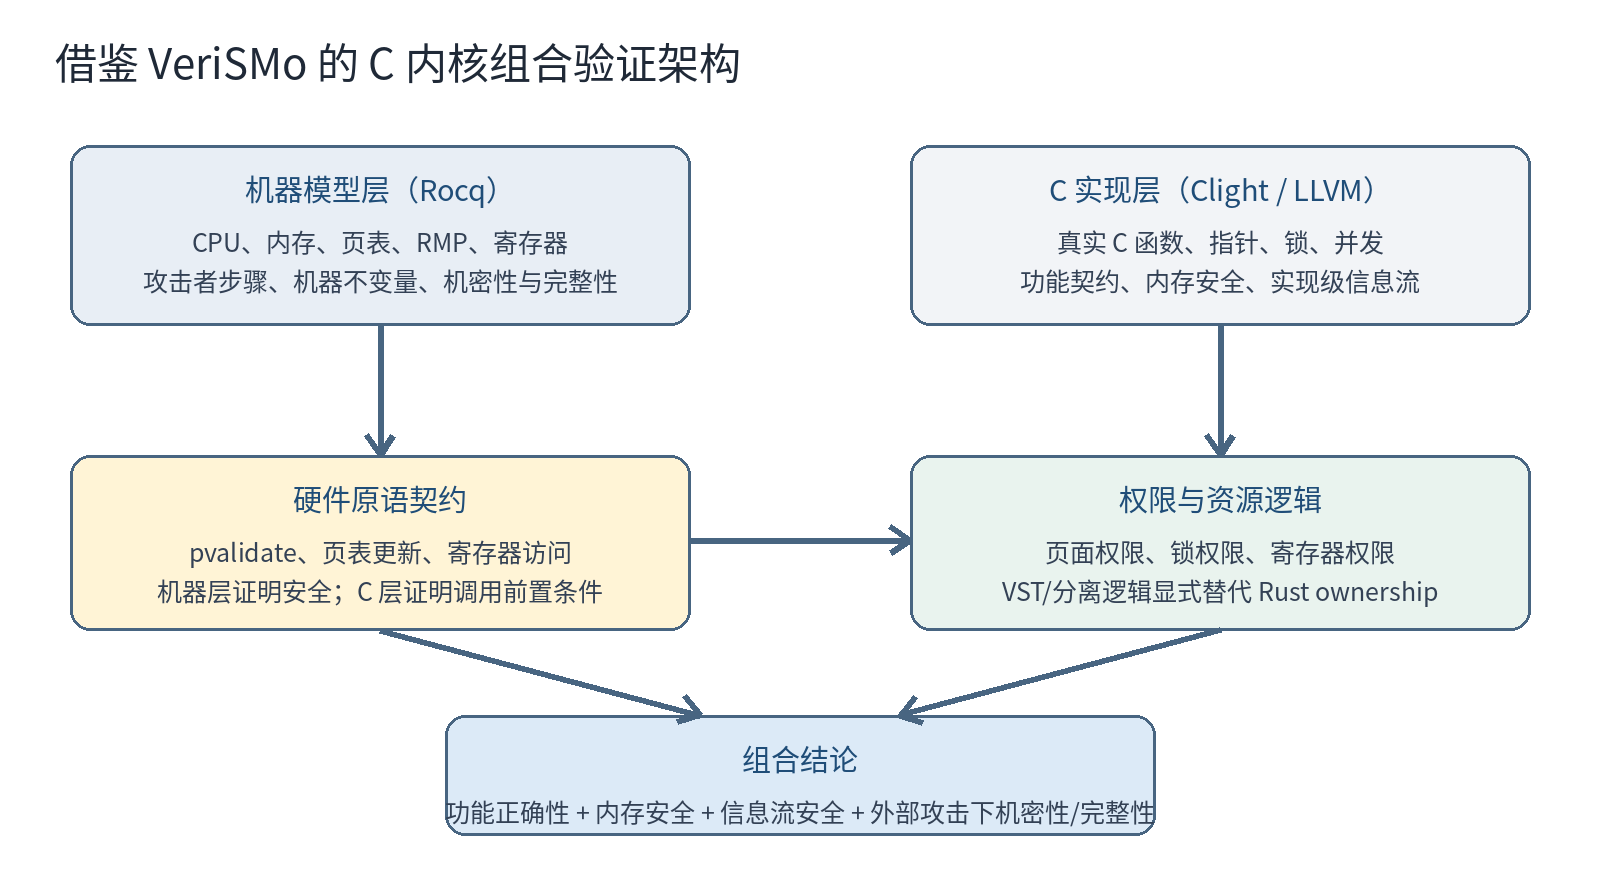 借鉴 VeriSMo 的 C 内核组合验证架构
机器模型层（Rocq）
CPU、内存、页表、RMP、寄存器
攻击者步骤、机器不变量、机密性与完整性
C 实现层（Clight / LLVM）
真实 C 函数、指针、锁、并发
功能契约、内存安全、实现级信息流
硬件原语契约
pvalidate、页表更新、寄存器访问
机器层证明安全；C 层证明调用前置条件
权限与资源逻辑
页面权限、锁权限、寄存器权限
VST/分离逻辑显式替代 Rust ownership
组合结论
功能正确性 + 内存安全 + 信息流安全 + 外部攻击下机密性/完整性